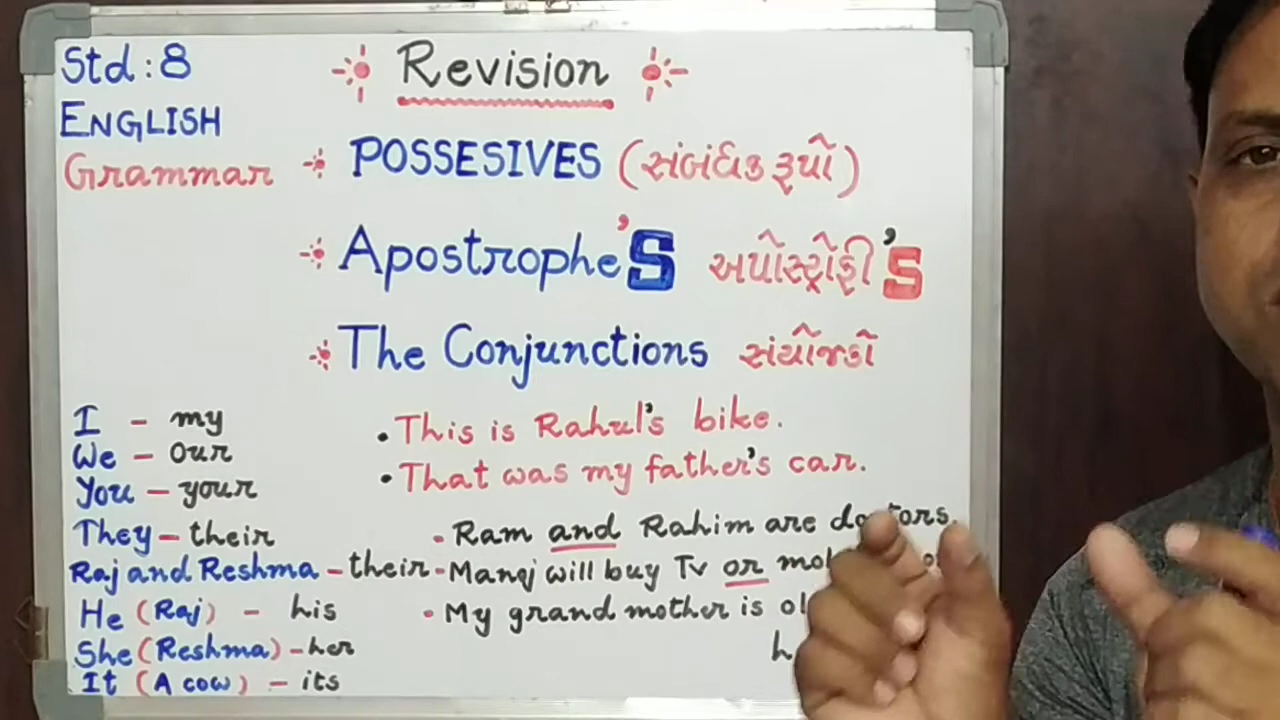 Std : 8
Revision
ENGLISH
Grammar
POSSESIVES (સંબંધક રૂપો)
Apostrophe'S અપોસ્ટ્રોફી's
The Conjunctions સંયોજકો
I - my
We - our
You - your
They - their
Raj and Reshma - their
He (Raj) - his
She (Reshma) - her
It (A cow) - its
• This is Rahul's bike.
• That was my father's car.
- Ram and Rahim are doctors.
- Manoj will buy Tv or
• My grand mother is